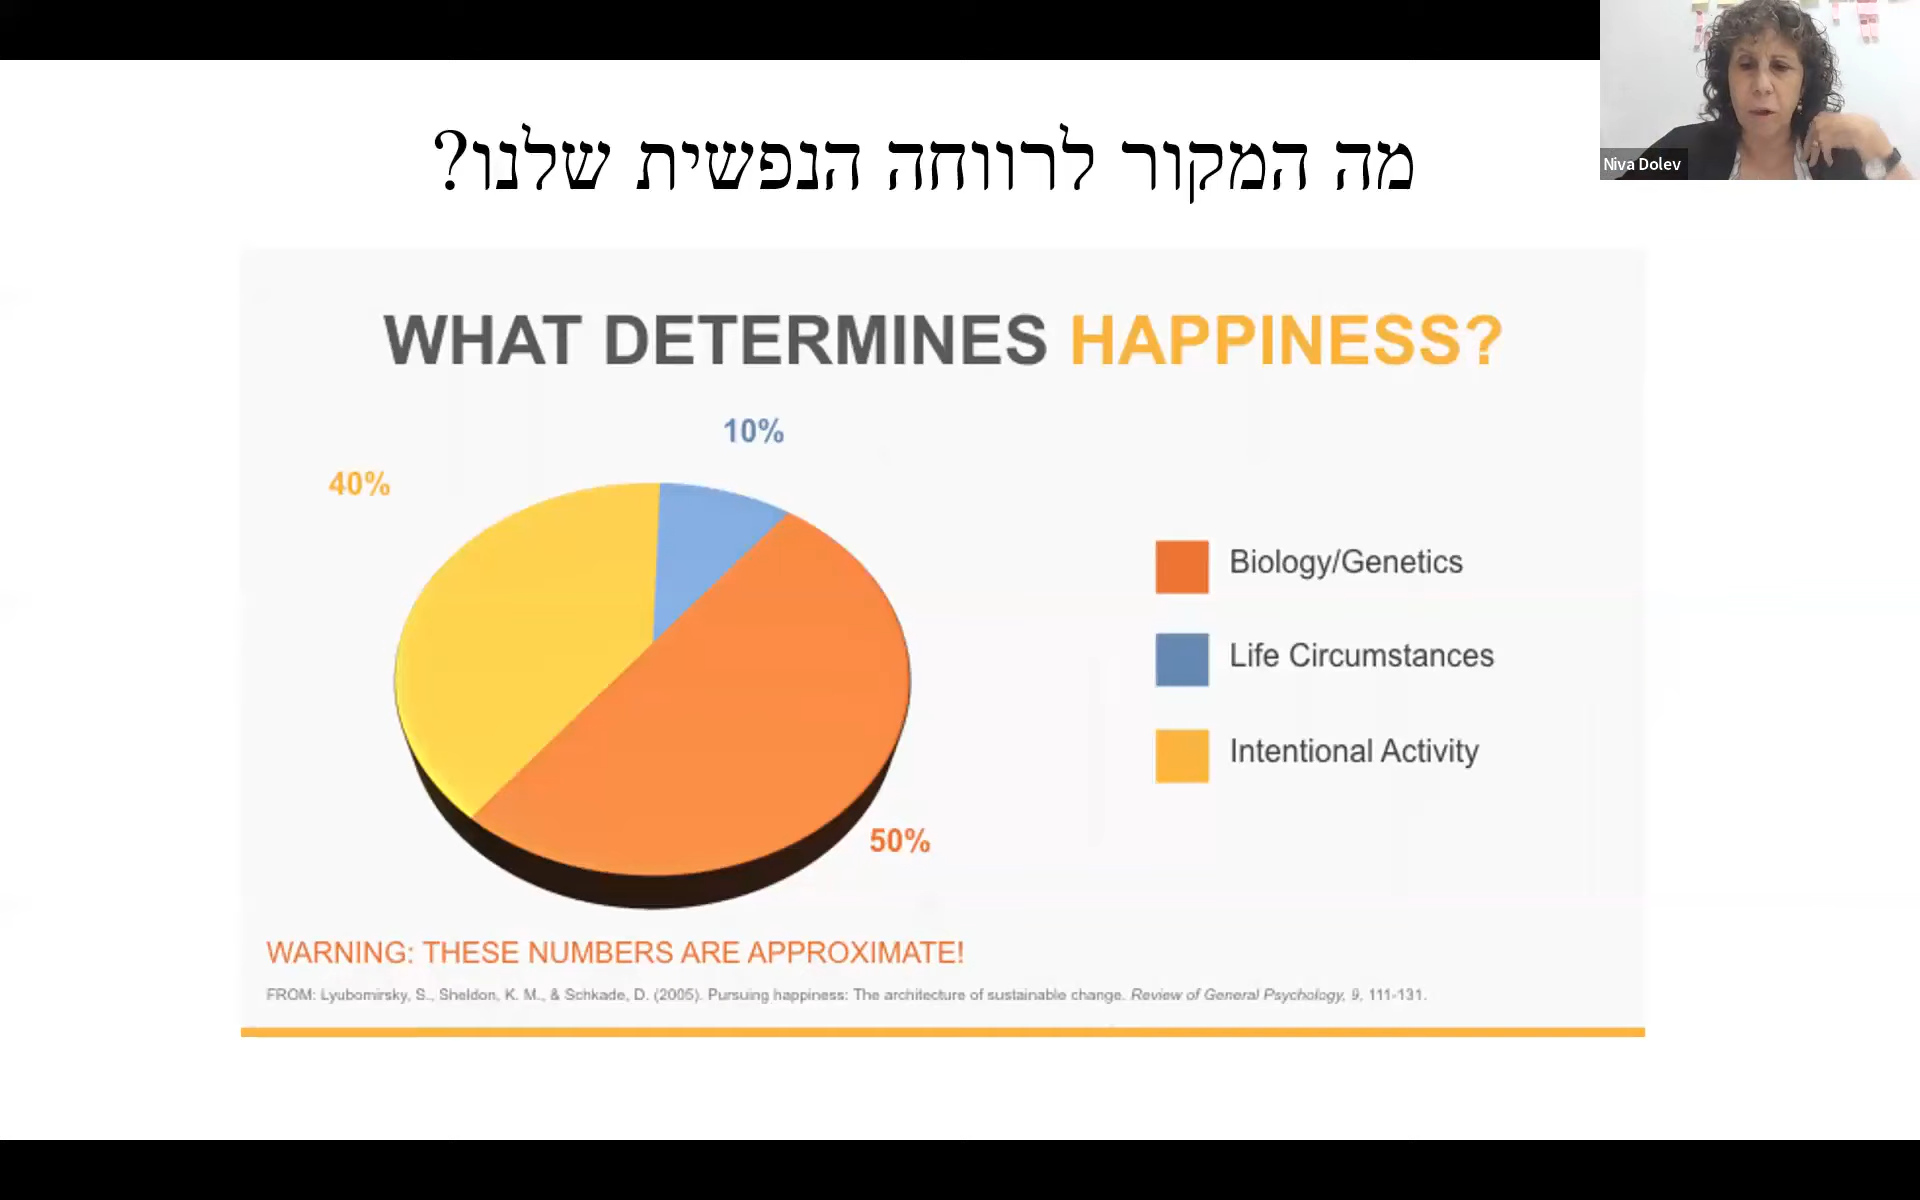 מה המקור לרווחה הנפשית שלנו?
Niva Dolev
WHAT DETERMINES HAPPINESS?
10%
40%
50%
Biology/Genetics
Life Circumstances
Intentional Activity
WARNING: THESE NUMBERS ARE APPROXIMATE!
FROM: Lyubomirsky, S., Sheldon, K. M., & Schkade, D. (2005). Pursuing happiness: The architecture of sustainable change. Review of General Psychology, 9, 111-131.